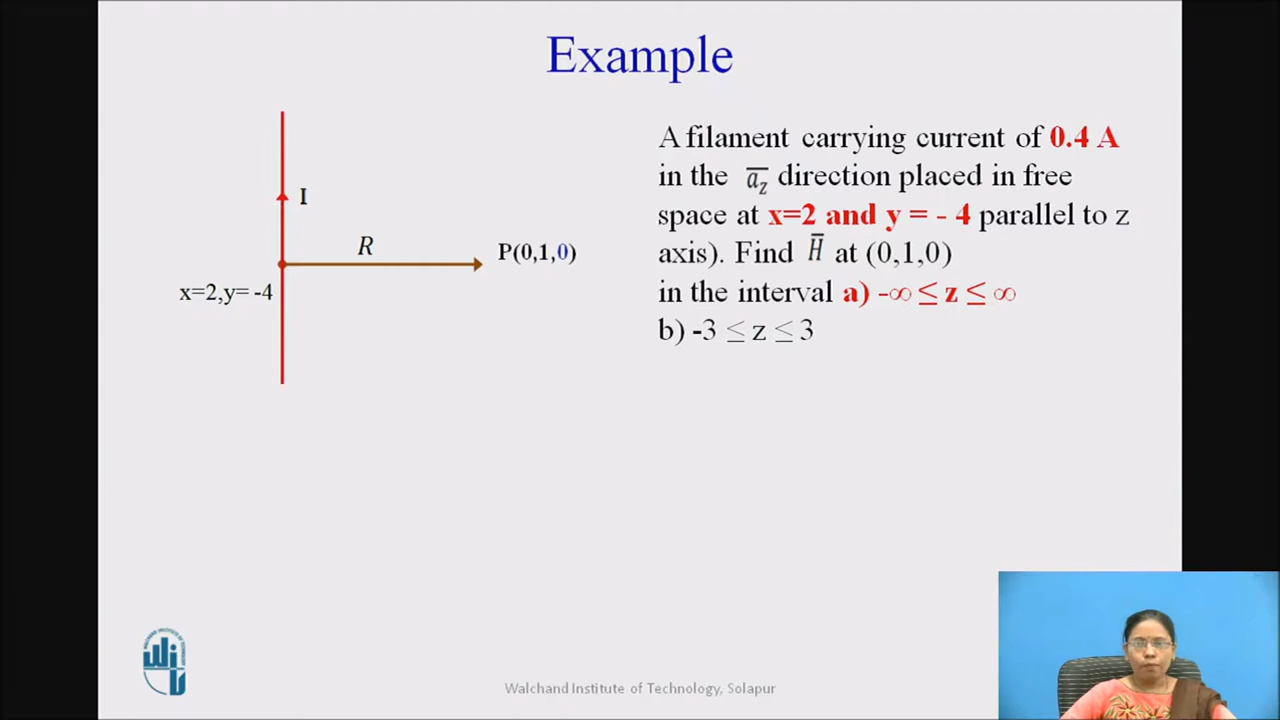 Example
I
R
P(0,1,0)
x=2,y= -4
A filament carrying current of 0.4 A
in the a̅z direction placed in free
space at x=2 and y = - 4 parallel to z
axis). Find H̅ at (0,1,0)
in the interval a) -∞ ≤ z ≤ ∞
b) -3 ≤ z ≤ 3
Walchand Institute of Technology, Solapur